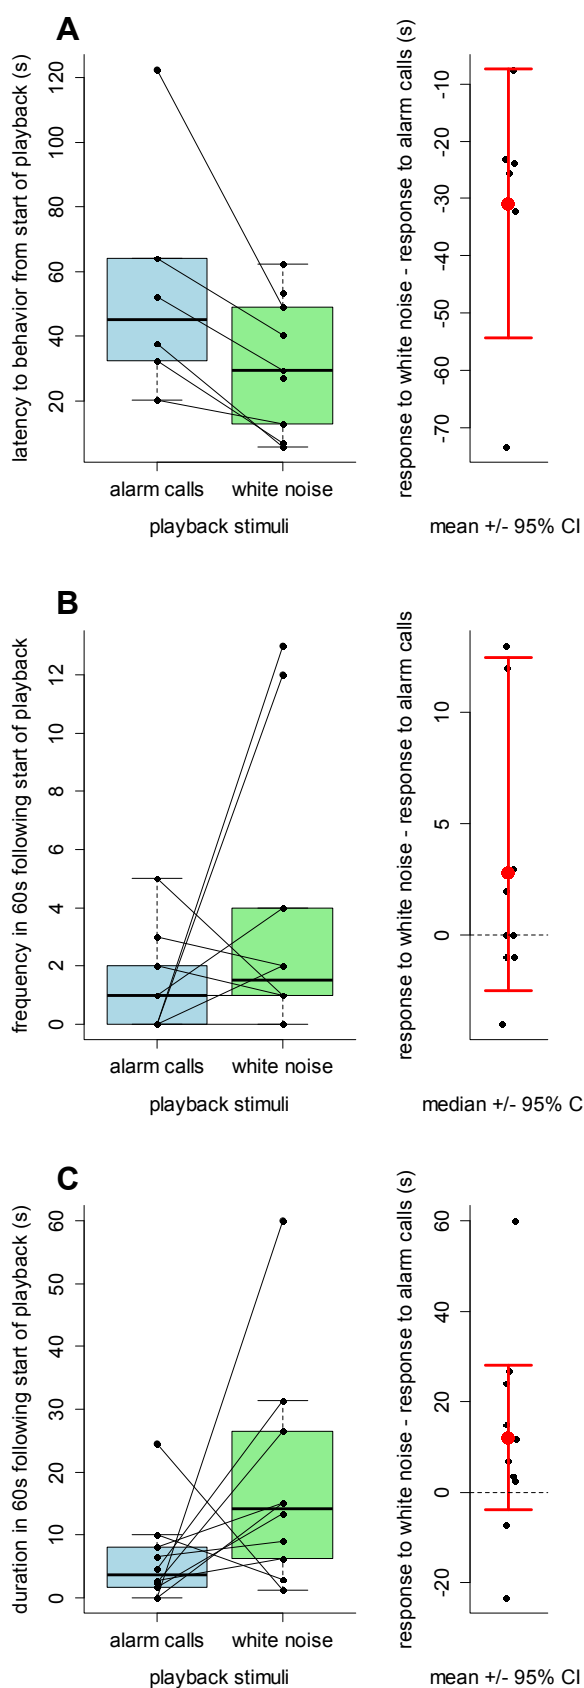 A
latency to behavior from start of playback (s)
120
100
80
60
40
20
alarm calls white noise
playback stimuli
response to white noise - response to alarm calls (s)
-10
-20
-30
-40
-50
-60
-70
mean +/- 95% CI
B
frequency in 60s following start of playback
12
10
8
6
4
2
0
alarm calls white noise
playback stimuli
response to white noise - response to alarm calls
10
5
0
median +/- 95% C
C
duration in 60s following start of playback (s)
60
50
40
30
20
10
0
alarm calls white noise
playback stimuli
response to white noise - response to alarm calls (s)
60
40
20
0
-20
mean +/- 95% CI